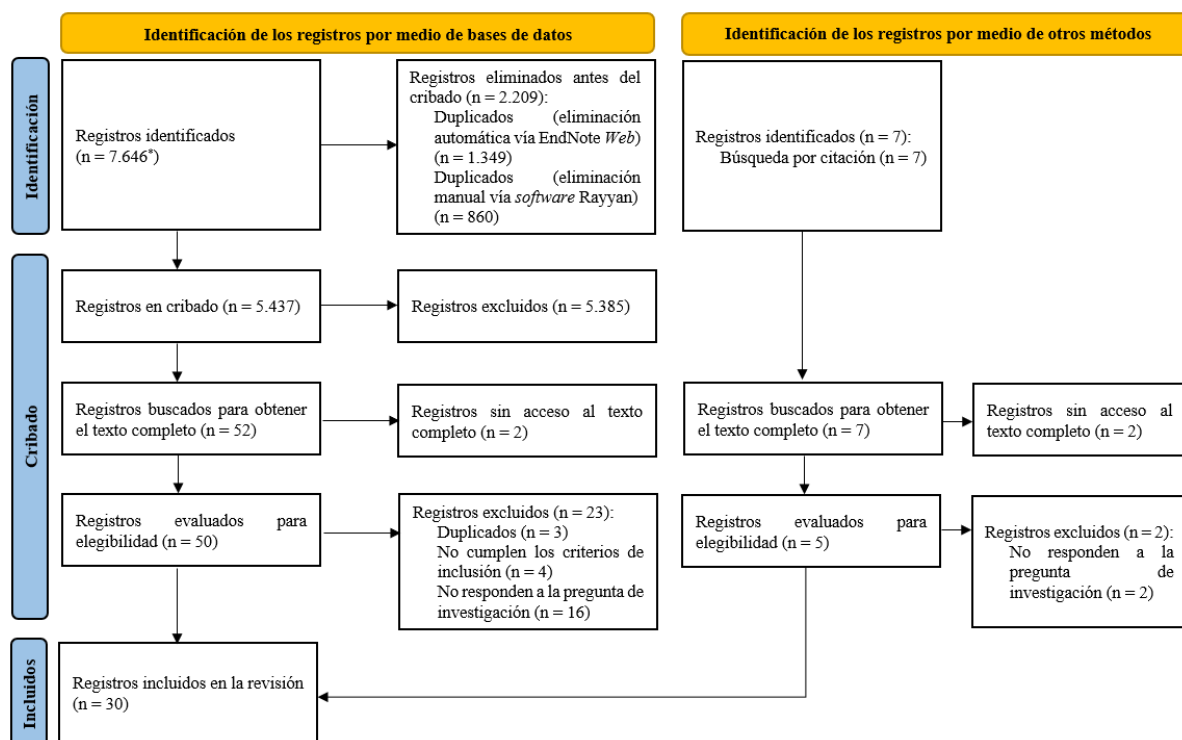 Identificación de los registros por medio de bases de datos
Identificación de los registros por medio de otros métodos
Identificación
Registros identificados
(n = 7.646*)
Registros eliminados antes del
cribado (n = 2.209):
Duplicados (eliminación
automática vía EndNote Web)
(n = 1.349)
Duplicados (eliminación
manual vía software Rayyan)
(n = 860)
Registros identificados (n = 7):
Búsqueda por citación (n = 7)
Cribado
Registros en cribado (n = 5.437)
Registros excluidos (n = 5.385)
Registros buscados para obtener
el texto completo (n = 52)
Registros sin acceso al texto
completo (n = 2)
Registros buscados para obtener
el texto completo (n = 7)
Registros sin acceso al
texto completo (n = 2)
Registros evaluados para
elegibilidad (n = 50)
Registros excluidos (n = 23):
Duplicados (n = 3)
No cumplen los criterios de
inclusión (n = 4)
No responden a la pregunta de
investigación (n = 16)
Registros evaluados para
elegibilidad (n = 5)
Registros excluidos (n = 2):
No responden a la
pregunta de
investigación (n = 2)
Incluidos
Registros incluidos en la revisión
(n = 30)